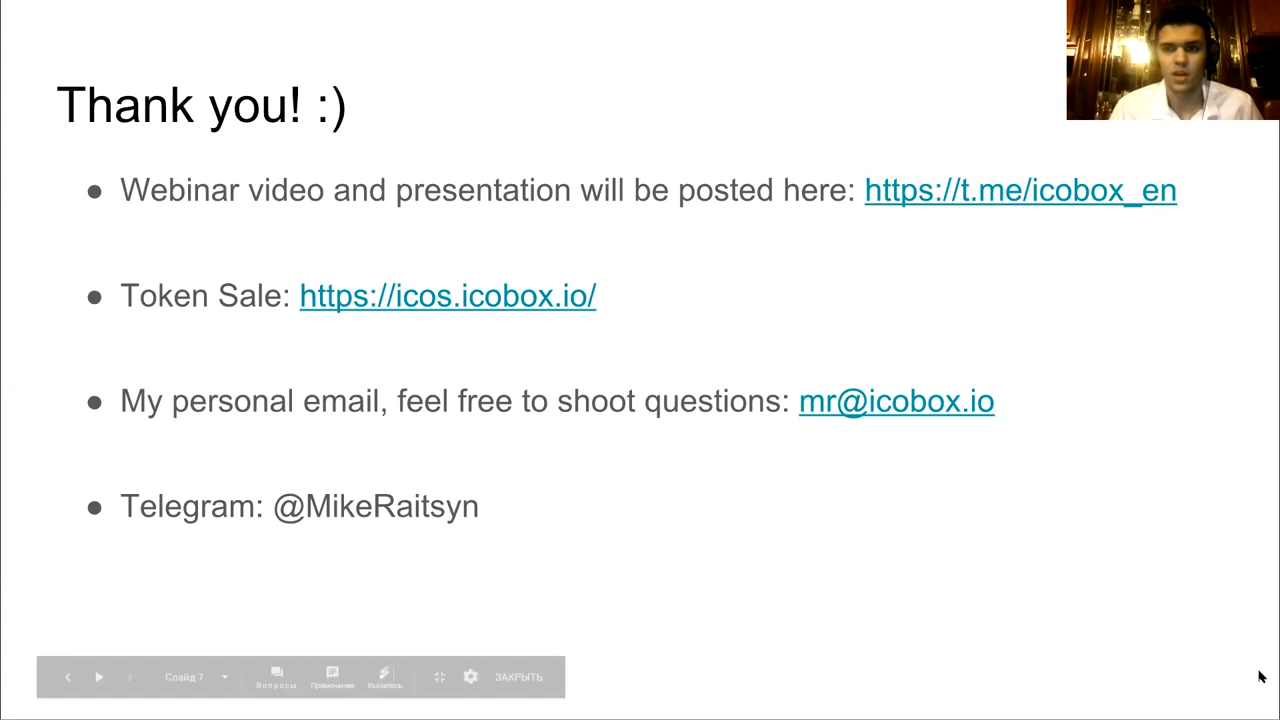 Thank you! :)
● Webinar video and presentation will be posted here: https://t.me/icobox_en
● Token Sale: https://icos.icobox.io/
● My personal email, feel free to shoot questions: mr@icobox.io
● Telegram: @MikeRaitsyn
Слайд 7 Вопросы Примечания Указатель ЗАКРЫТЬ